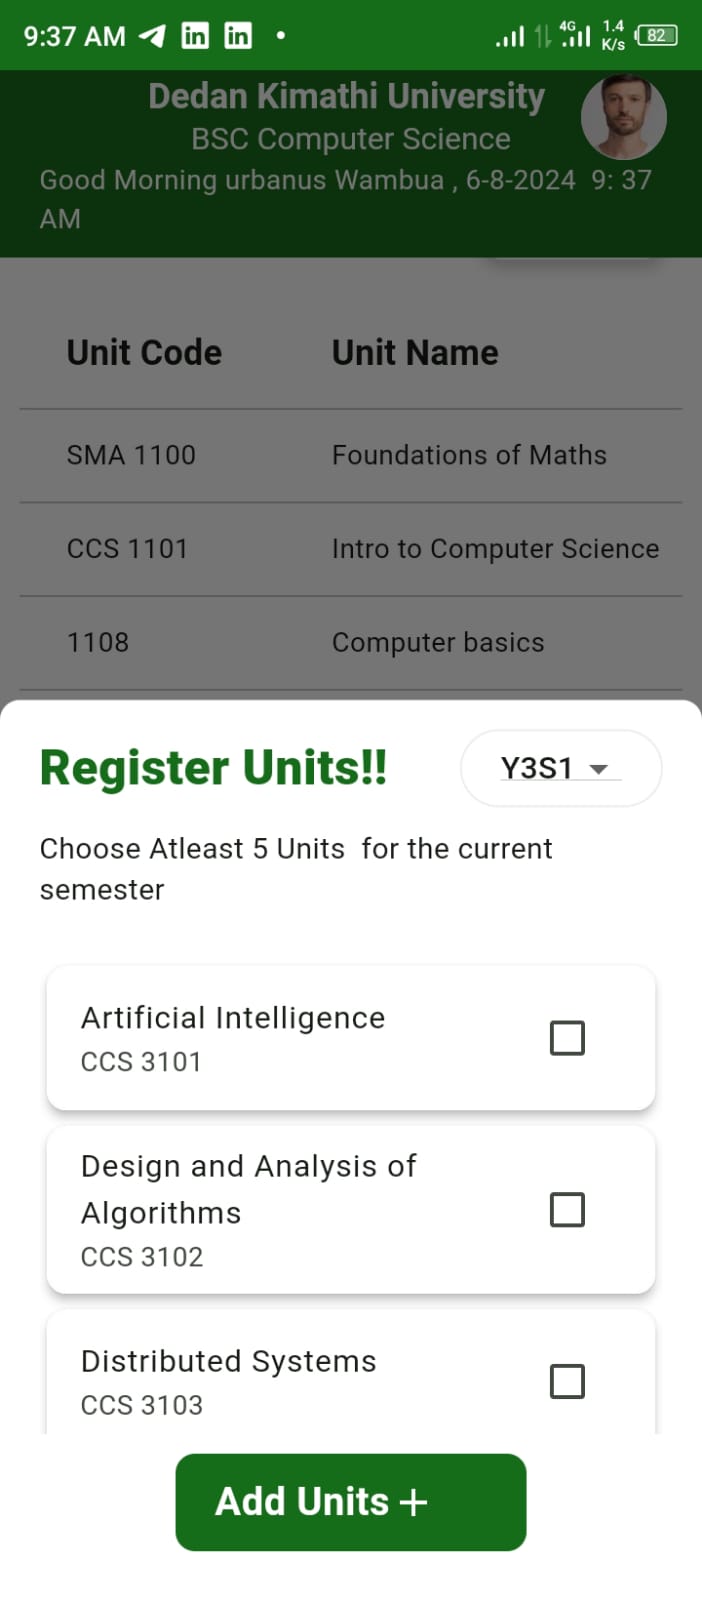 9:37 AM in in • 4G 1.4 K/s 82
Dedan Kimathi University
BSC Computer Science
Good Morning urbanus Wambua , 6-8-2024  9: 37
AM
Unit Code Unit Name
SMA 1100 Foundations of Maths
CCS 1101 Intro to Computer Science
1108 Computer basics
Register Units!! Y3S1
Choose Atleast 5 Units  for the current
semester
Artificial Intelligence
CCS 3101
Design and Analysis of
Algorithms
CCS 3102
Distributed Systems
CCS 3103
Add Units +